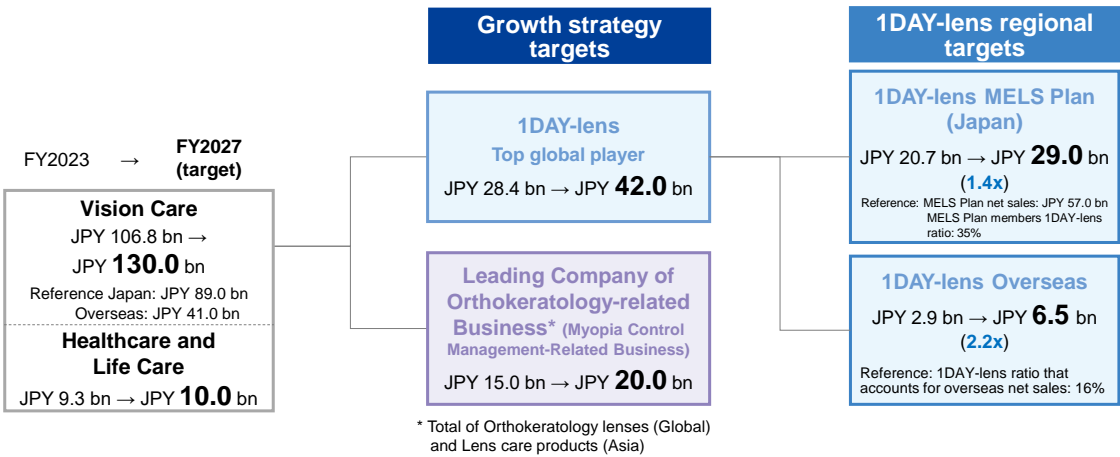 Growth strategy
targets
1DAY-lens regional
targets
FY2023 → FY2027
(target)
Vision Care
JPY 106.8 bn →
JPY 130.0 bn
Reference Japan: JPY 89.0 bn
Overseas: JPY 41.0 bn
Healthcare and
Life Care
JPY 9.3 bn → JPY 10.0 bn
1DAY-lens
Top global player
JPY 28.4 bn → JPY 42.0 bn
Leading Company of
Orthokeratology-related
Business* (Myopia Control
Management-Related Business)
JPY 15.0 bn → JPY 20.0 bn
* Total of Orthokeratology lenses (Global)
and Lens care products (Asia)
1DAY-lens MELS Plan
(Japan)
JPY 20.7 bn → JPY 29.0 bn
(1.4x)
Reference: MELS Plan net sales: JPY 57.0 bn
MELS Plan members 1DAY-lens
ratio: 35%
1DAY-lens Overseas
JPY 2.9 bn → JPY 6.5 bn
(2.2x)
Reference: 1DAY-lens ratio that
accounts for overseas net sales: 16%